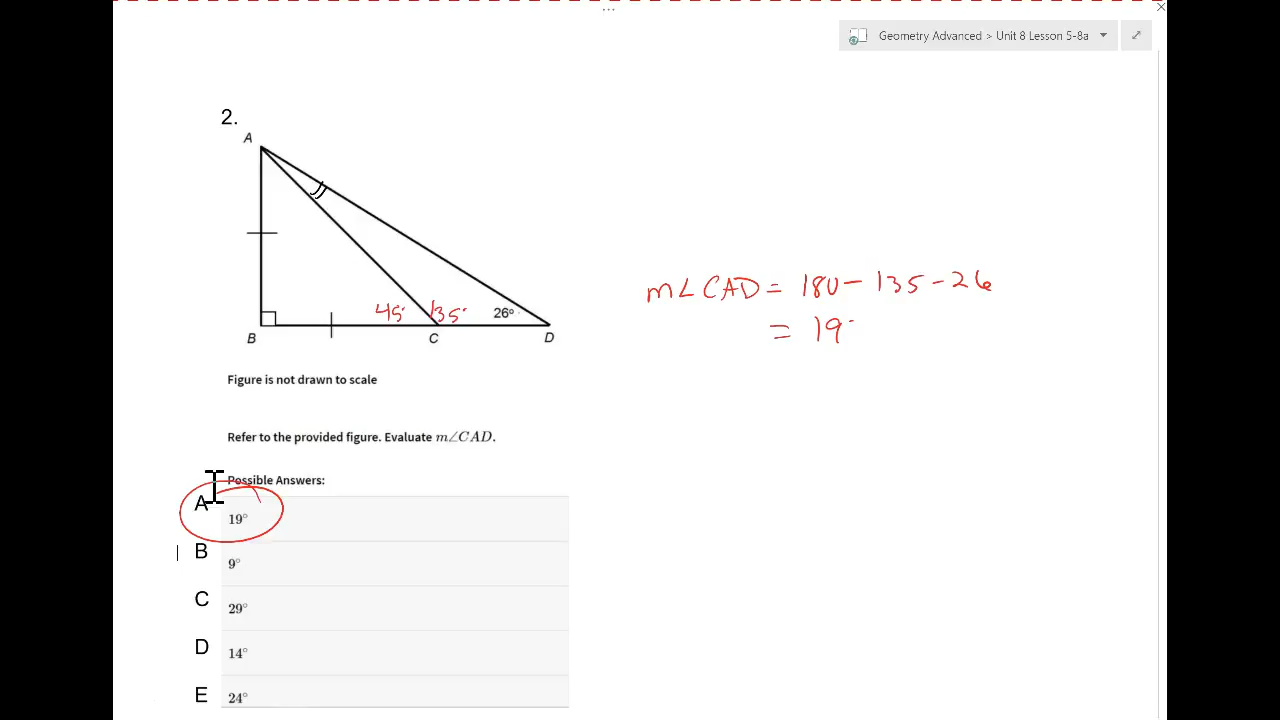 Geometry Advanced > Unit 8 Lesson 5-8a
2.
A
45° 135° 26°
B C D
m∠CAD = 180 - 135 - 26
= 19°
Figure is not drawn to scale
Refer to the provided figure. Evaluate m∠CAD.
Possible Answers:
A 19°
B 9°
C 29°
D 14°
E 24°